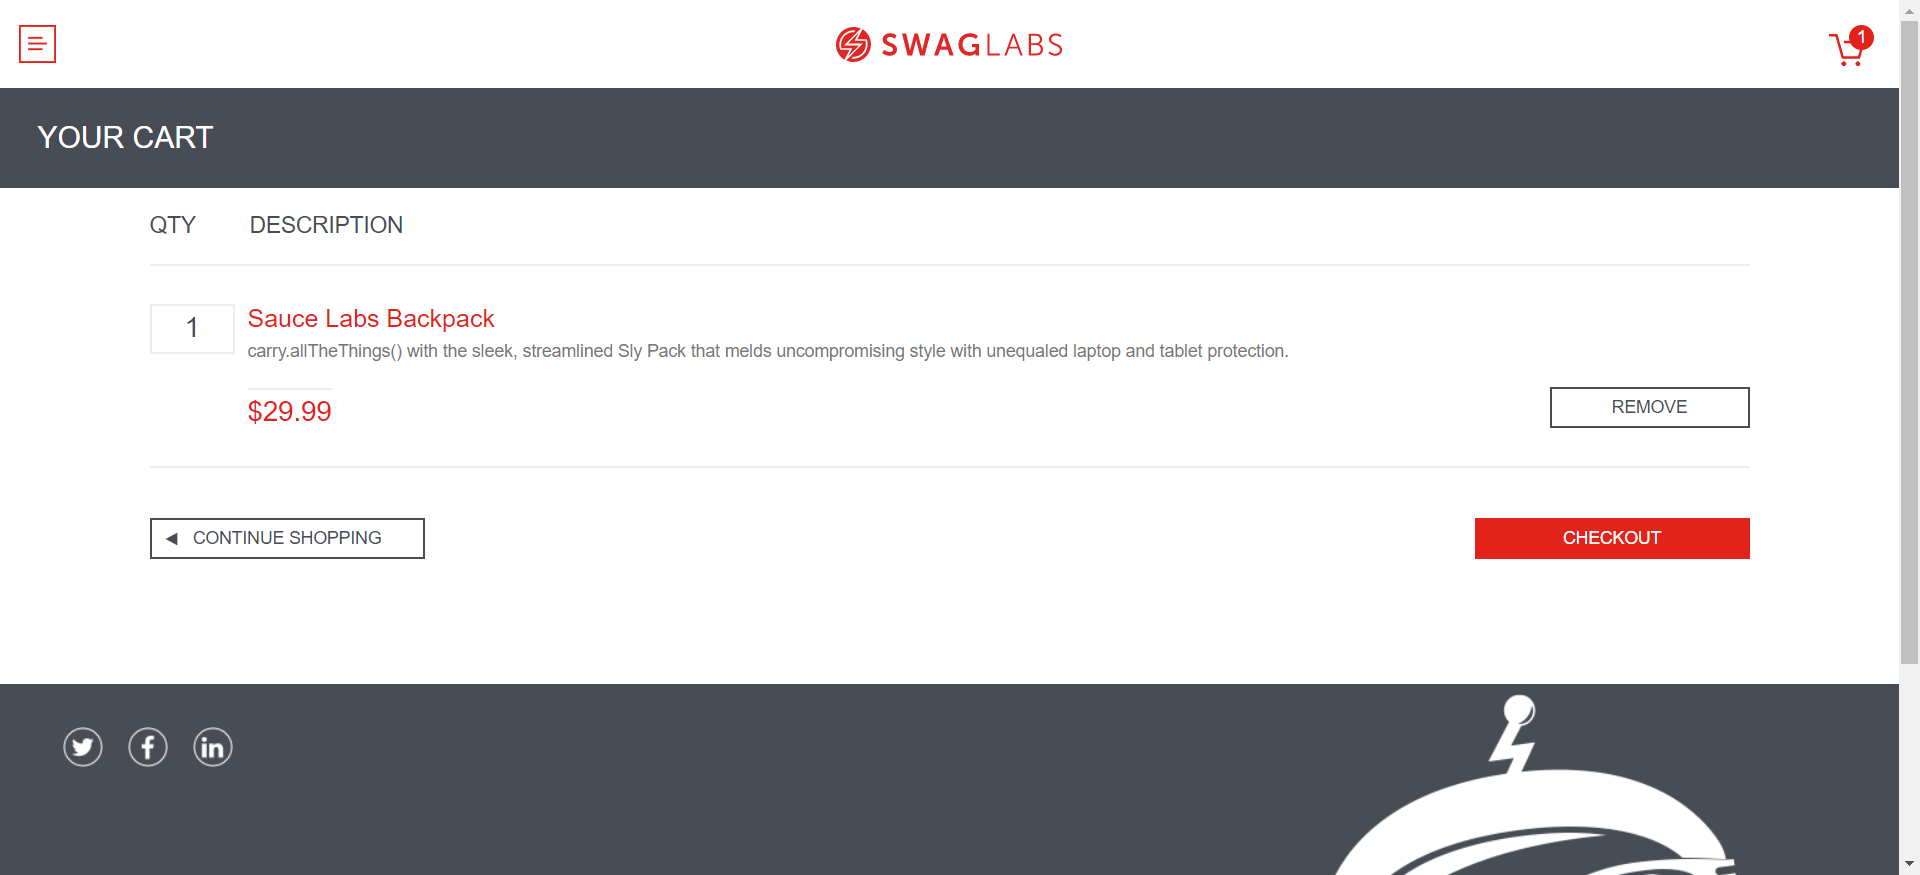 SWAGLABS
1
YOUR CART
QTY DESCRIPTION
1
Sauce Labs Backpack
carry.allTheThings() with the sleek, streamlined Sly Pack that melds uncompromising style with unequaled laptop and tablet protection.
$29.99
REMOVE
CONTINUE SHOPPING
CHECKOUT